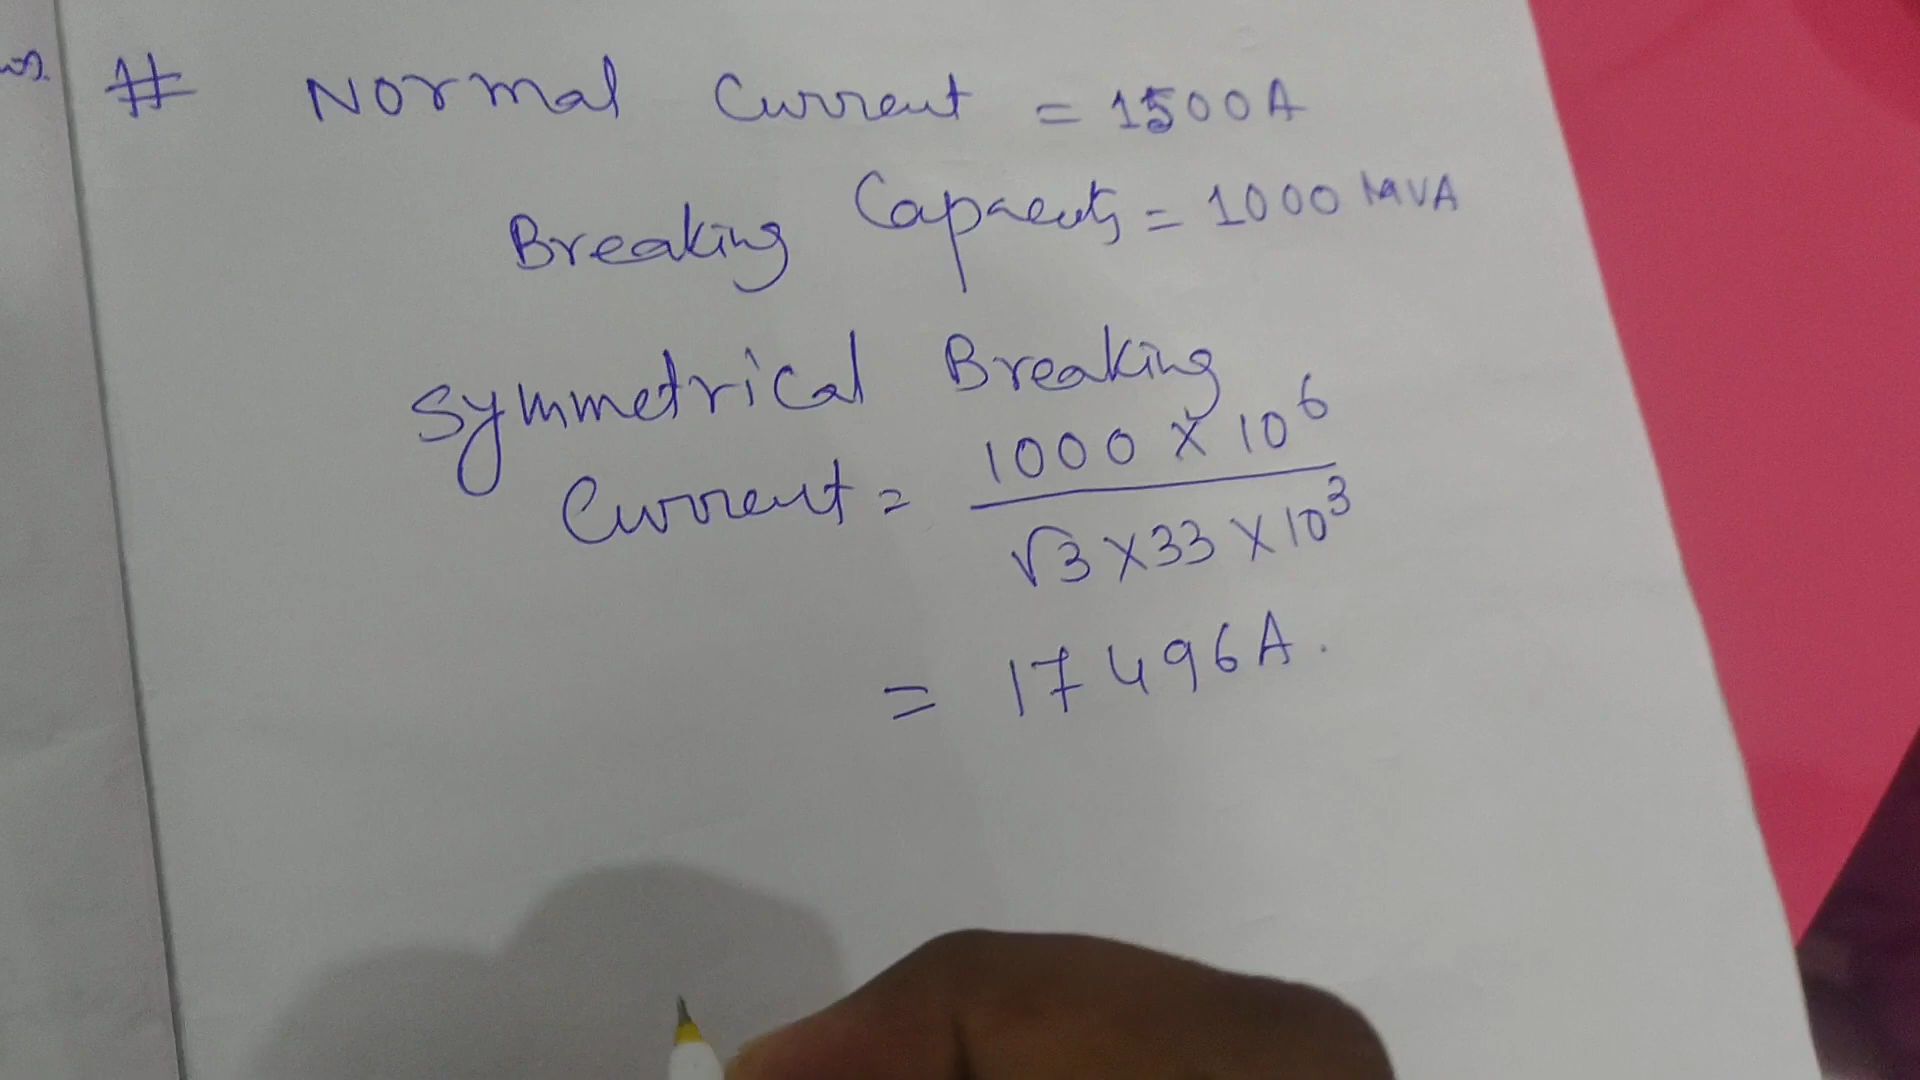 # Normal Current = 1500A
Breaking Capacity = 1000 MVA
Symmetrical Breaking
Current = 1000 × 10⁶
√3 × 33 × 10³
= 17496A.